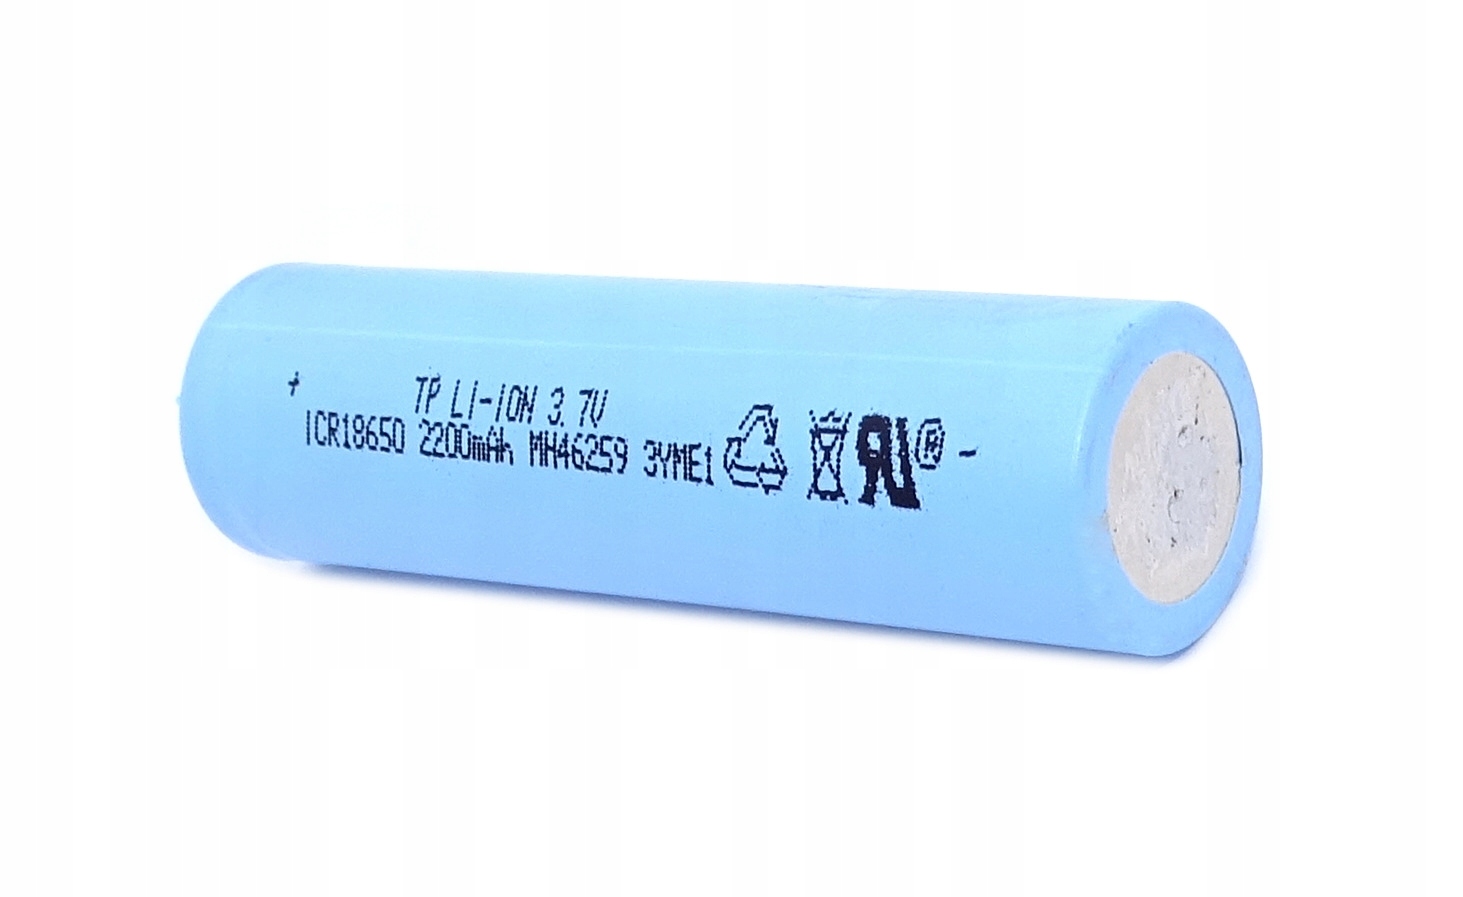 + TP LI-ION 3.7V
ICR18650 2200mAh MH46259 3YME1 ® -